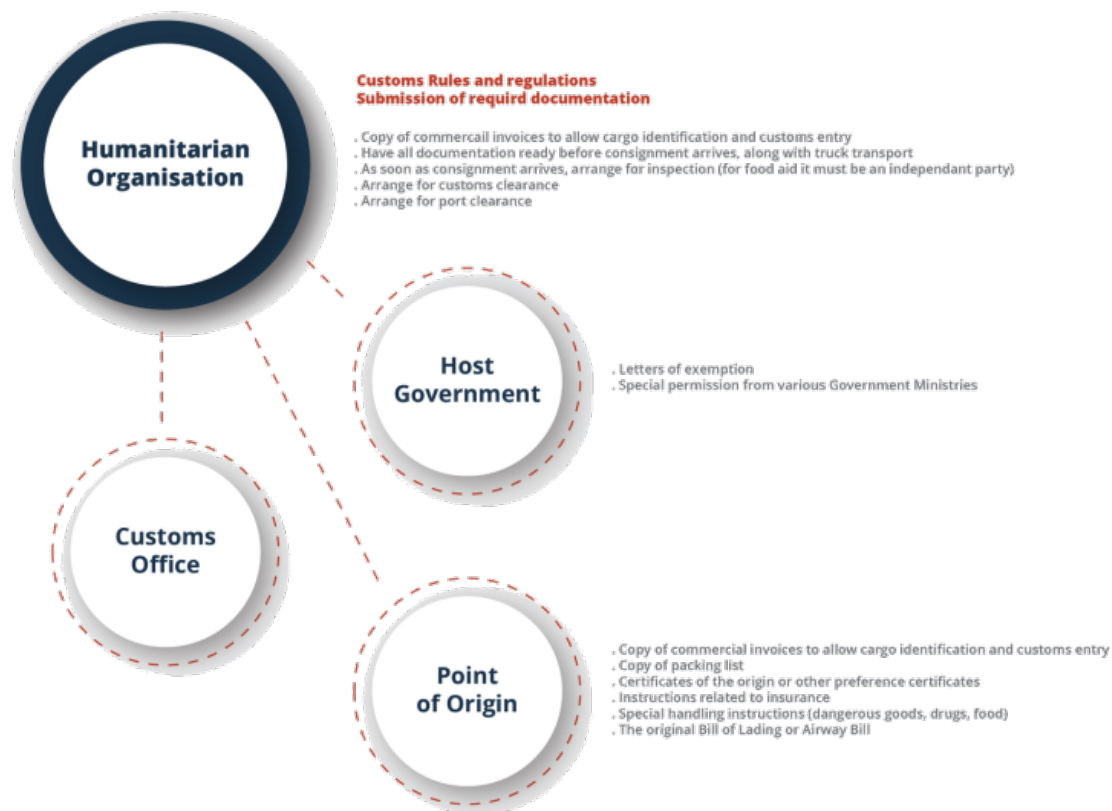 Humanitarian
Organisation
Customs Rules and regulations
Submission of requird documentation
. Copy of commercail invoices to allow cargo identification and customs entry
. Have all documentation ready before consignment arrives, along with truck transport
. As soon as consignment arrives, arrange for inspection (for food aid it must be an independant party)
. Arrange for customs clearance
. Arrange for port clearance
Host
Government
. Letters of exemption
. Special permission from various Government Ministries
Customs
Office
Point
of Origin
. Copy of commercial invoices to allow cargo identification and customs entry
. Copy of packing list
. Certificates of the origin or other preference certificates
. Instructions related to insurance
. Special handling instructions (dangerous goods, drugs, food)
. The original Bill of Lading or Airway Bill